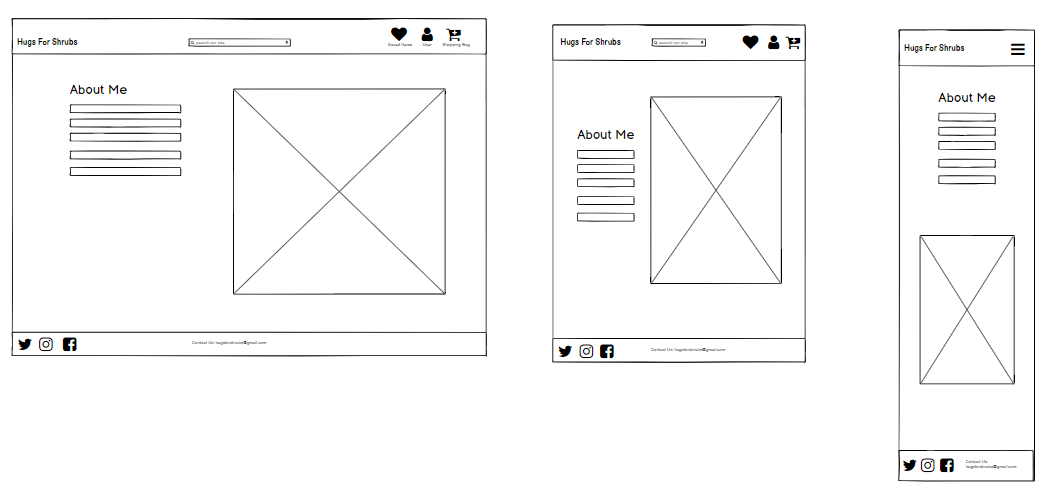 Hugs For Shrubs
search our site
Saved Items
User
Shopping Bag
About Me
Contact Us: hugsforshrubs@gmail.com
Hugs For Shrubs
search our site
About Me
Contact Us: hugsforshrubs@gmail.com
Hugs For Shrubs
About Me
Contact Us:
hugsforshrubs@gmail.com